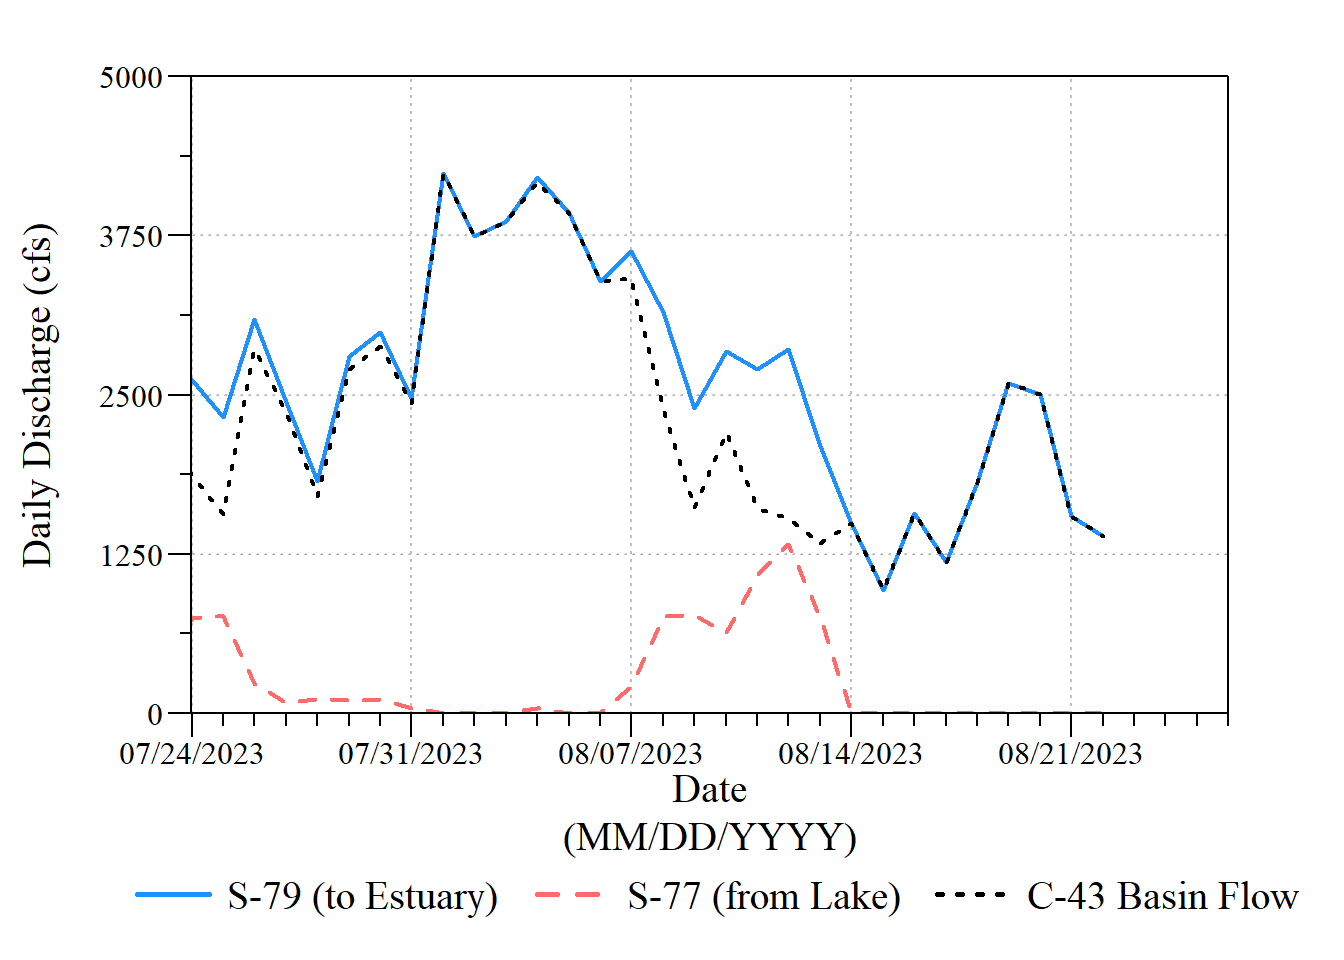 5000
3750
2500
1250
0
Daily Discharge (cfs)
07/24/2023 07/31/2023 08/07/2023 08/14/2023 08/21/2023
Date
(MM/DD/YYYY)
S-79 (to Estuary) S-77 (from Lake) C-43 Basin Flow